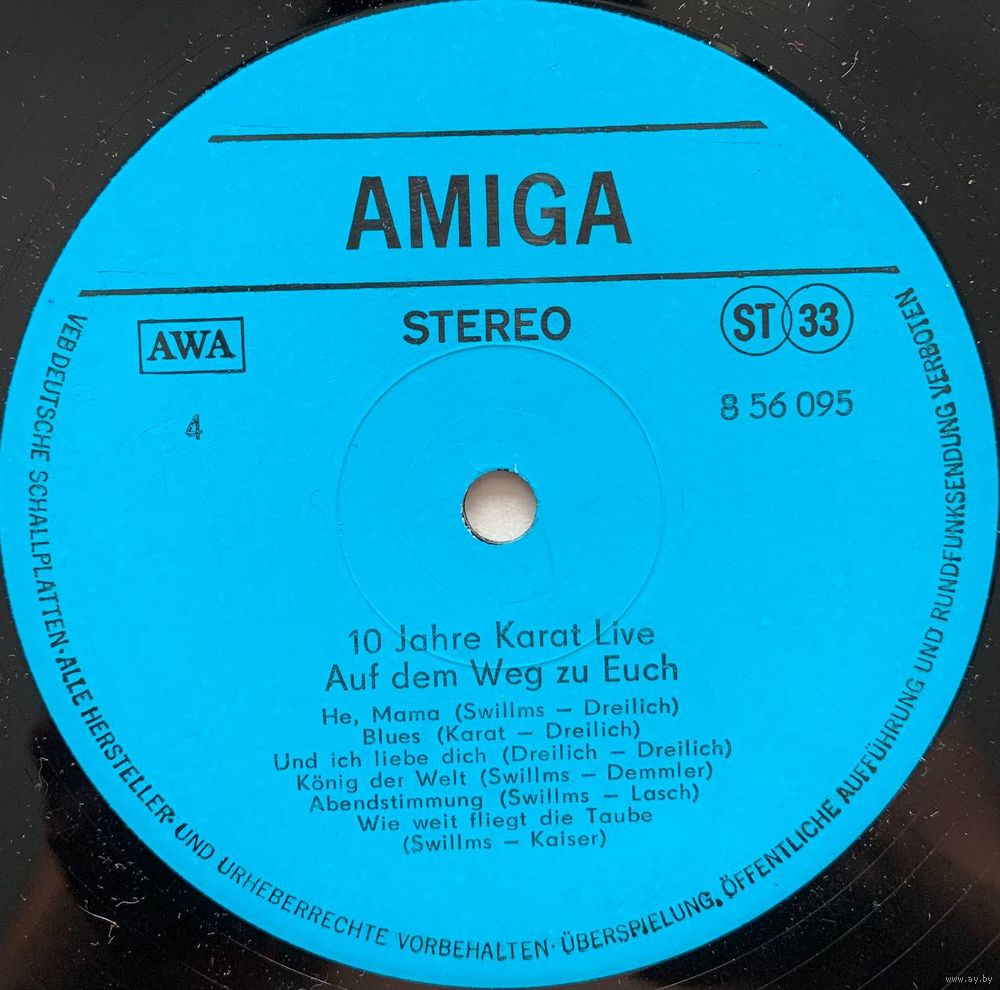 AMIGA
STEREO
AWA
ST 33
4
8 56 095
10 Jahre Karat Live
Auf dem Weg zu Euch
He, Mama (Swillms – Dreilich)
Blues (Karat – Dreilich)
Und ich liebe dich (Dreilich – Dreilich)
König der Welt (Swillms – Demmler)
Abendstimmung (Swillms – Lasch)
Wie weit fliegt die Taube
(Swillms – Kaiser)
VEB DEUTSCHE SCHALLPLATTEN·ALLE HERSTELLER- UND URHEBERRECHTE VORBEHALTEN·ÜBERSPIELUNG, ÖFFENTLICHE AUFFÜHRUNG UND RUNDFUNKSENDUNG VERBOTEN
www.ay.by